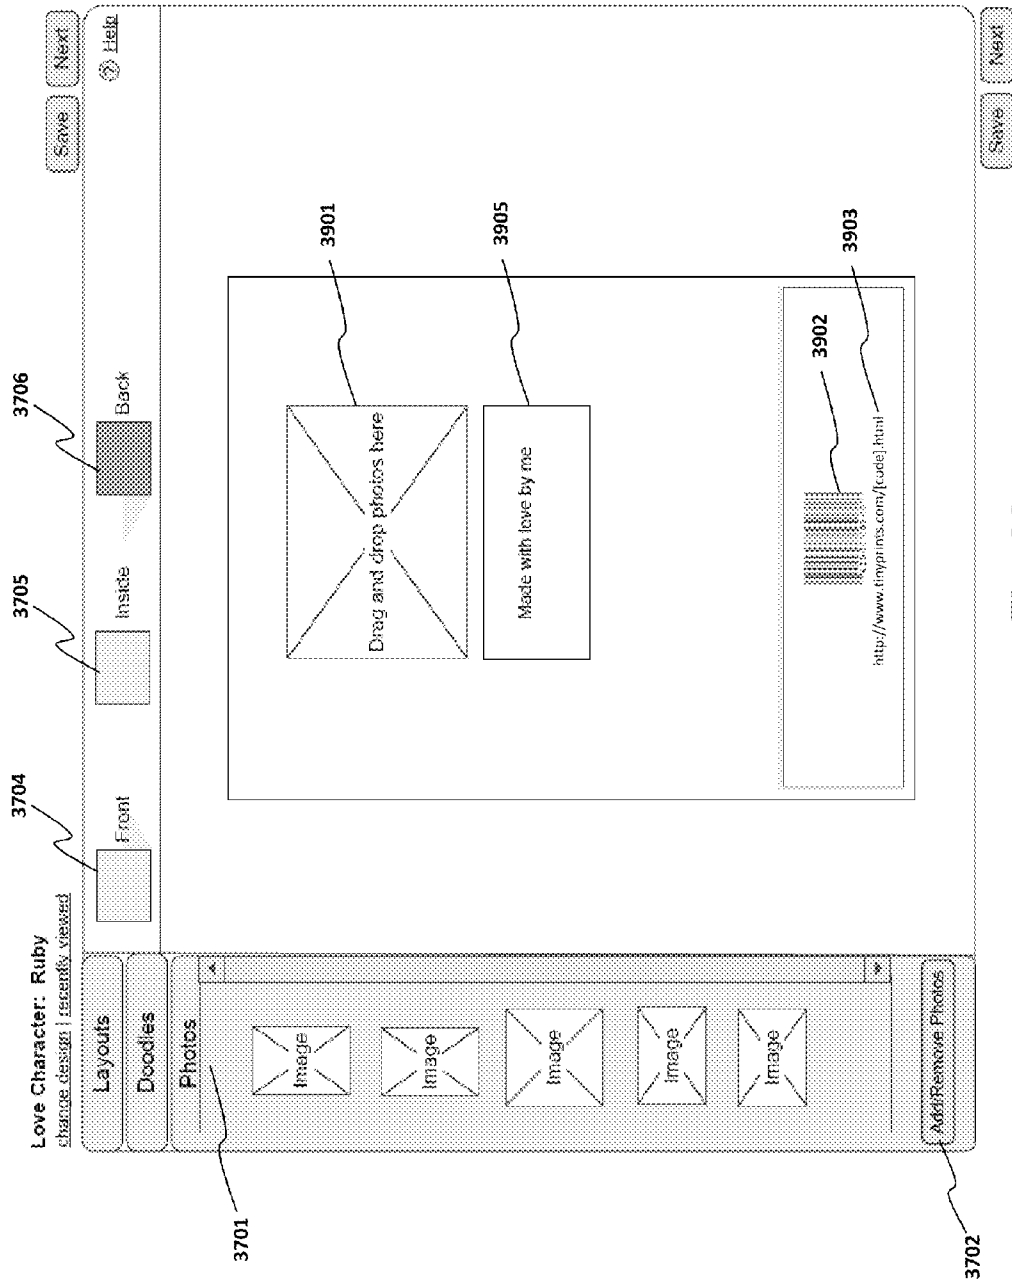 Love Character: Ruby
change design | recently viewed
Save
Next
Layouts
Doodles
Photos
3704
Front
3705
Inside
3706
Back
Help
3701
Image
Image
Image
Image
Image
Add/Remove Photos
3702
Drag and drop photos here
3901
Made with love by me
3905
3902
http://www.tinyprints.com/[code].html
3903
Save
Next